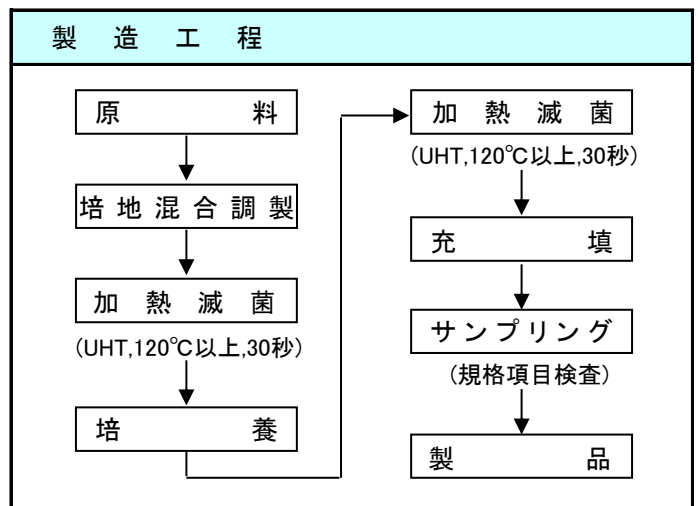 製造工程
原料
培地混合調製
加熱滅菌
(UHT,120℃以上,30秒)
培養
加熱滅菌
(UHT,120℃以上,30秒)
充填
サンプリング
(規格項目検査)
製品